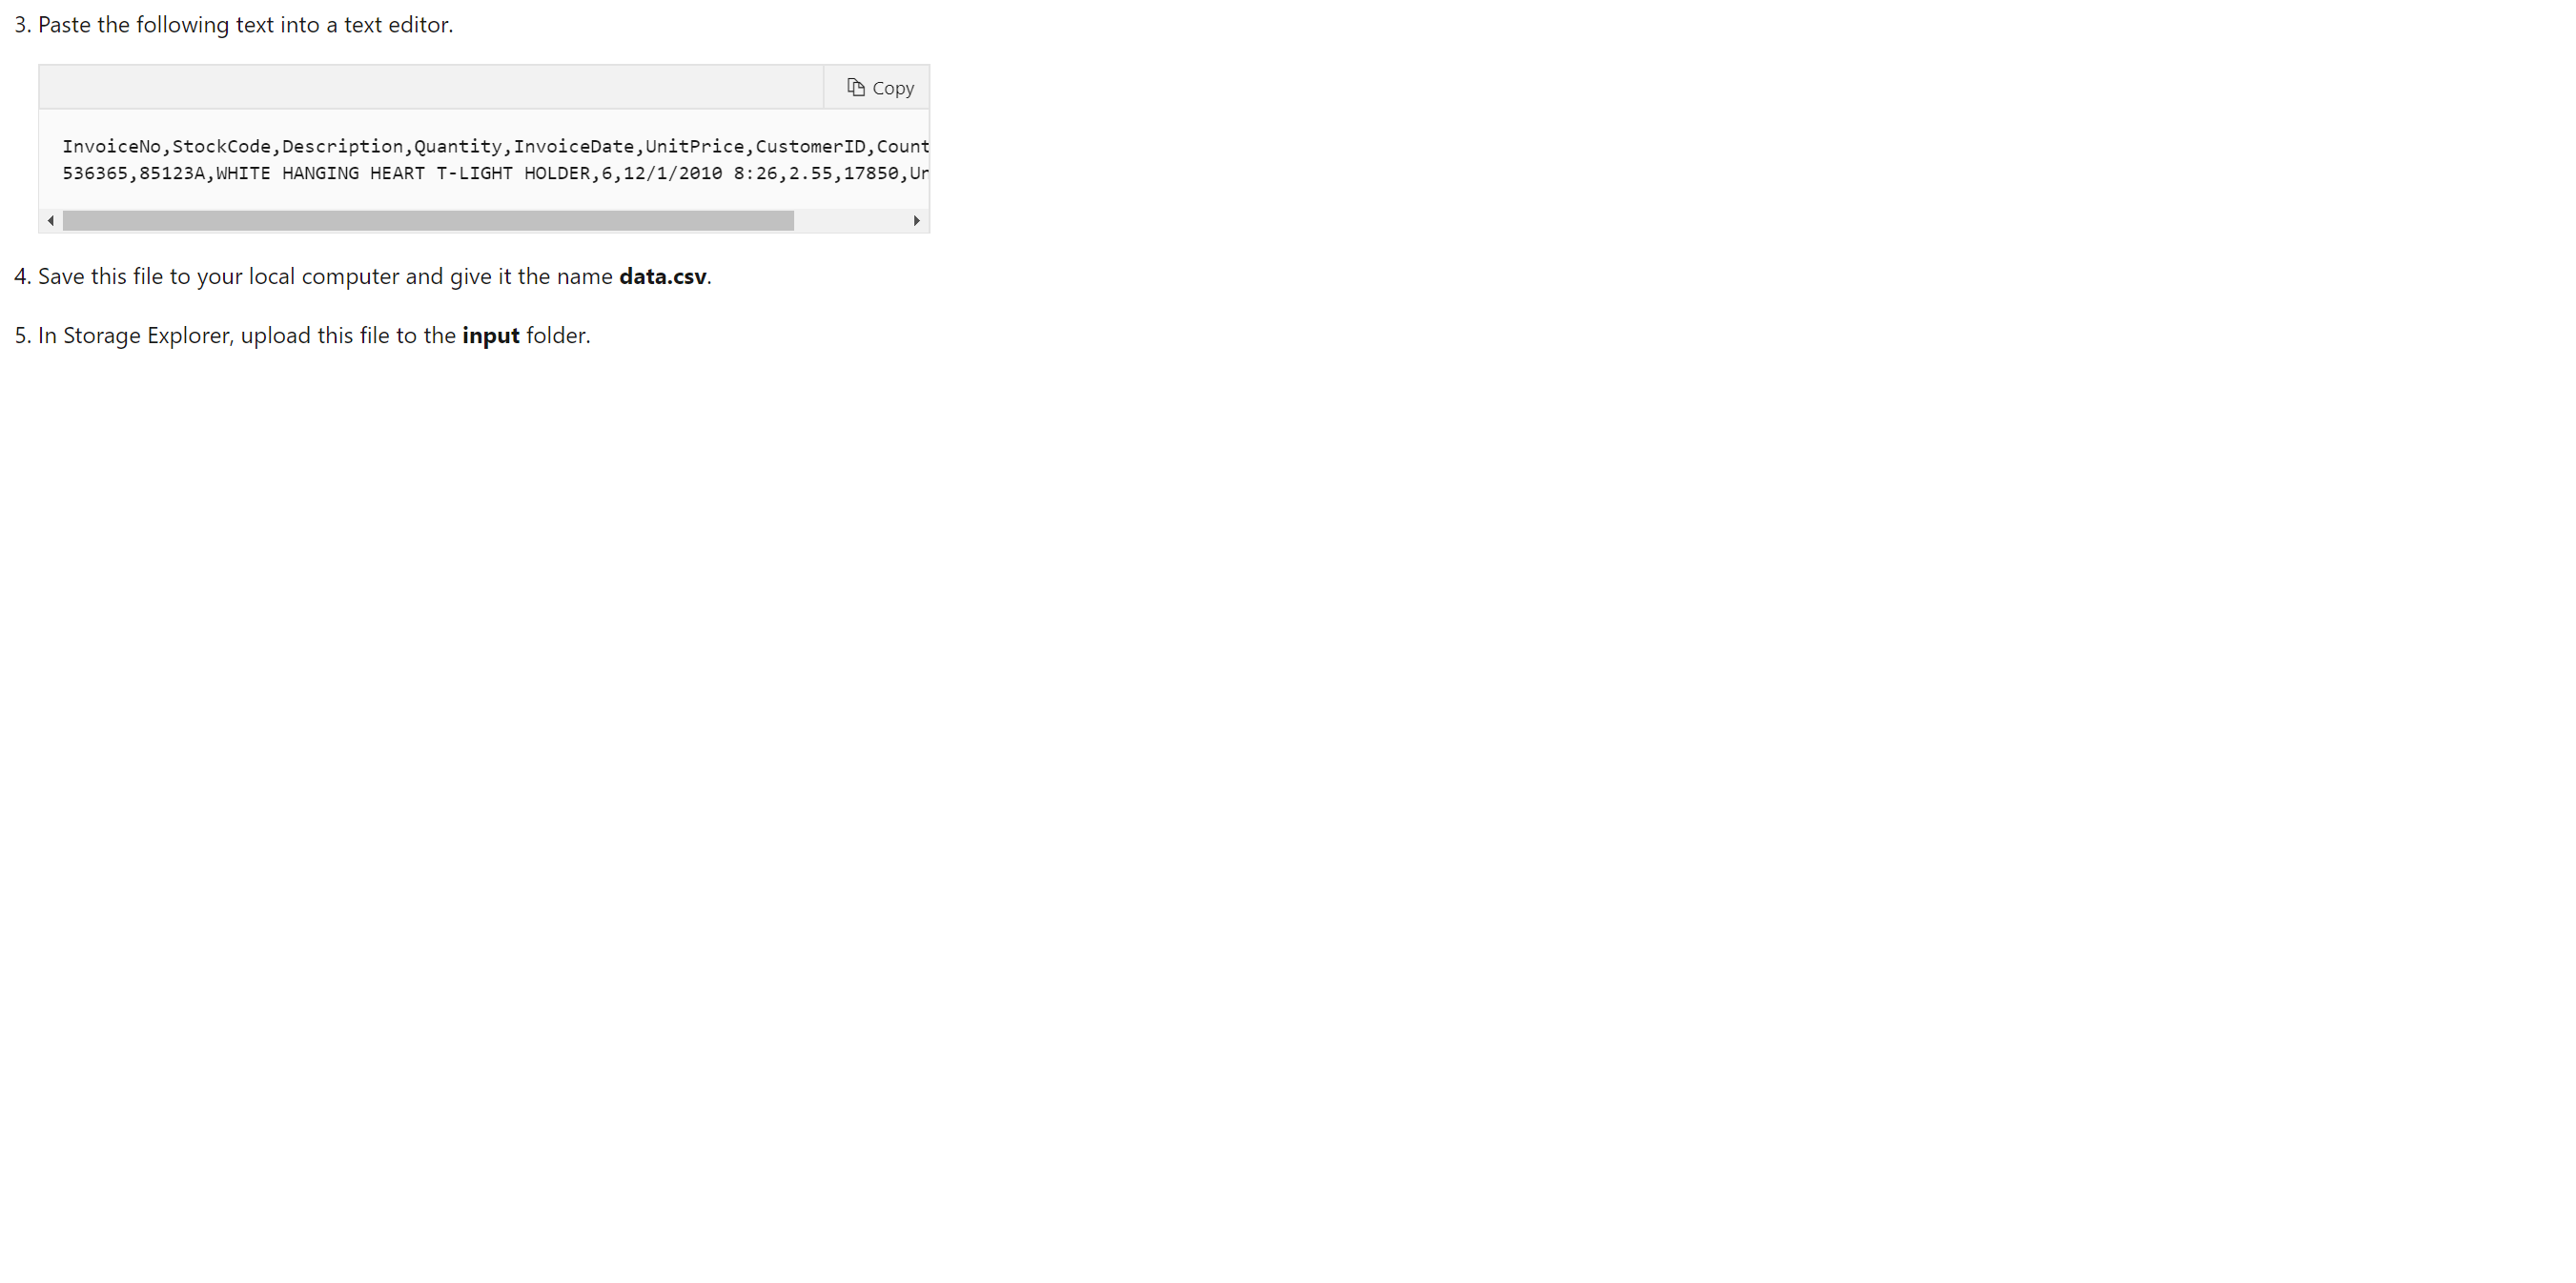 3. Paste the following text into a text editor.
Copy
InvoiceNo,StockCode,Description,Quantity,InvoiceDate,UnitPrice,CustomerID,Count
536365,85123A,WHITE HANGING HEART T-LIGHT HOLDER,6,12/1/2010 8:26,2.55,17850,
4. Save this file to your local computer and give it the name data.csv.
5. In Storage Explorer, upload this file to the input folder.